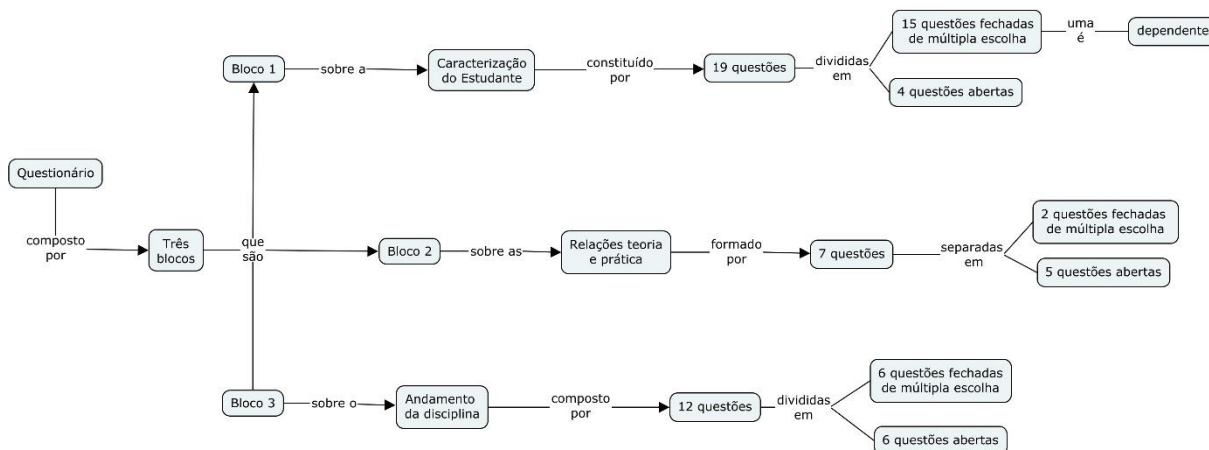 Questionário
composto
por
Três
blocos
que
são
Bloco 1
sobre a
Caracterização
do Estudante
constituído
por
19 questões
divididas
em
15 questões fechadas
de múltipla escolha
uma
é
dependente
4 questões abertas
Bloco 2
sobre as
Relações teoria
e prática
formado
por
7 questões
separadas
em
2 questões fechadas
de múltipla escolha
5 questões abertas
Bloco 3
sobre o
Andamento
da disciplina
composto
por
12 questões
divididas
em
6 questões fechadas
de múltipla escolha
6 questões abertas